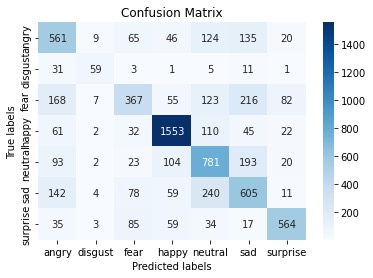 Confusion Matrix
True labels
angry 561 9 65 46 124 135 20
disgust 31 59 3 1 5 11 1
fear 168 7 367 55 123 216 82
happy 61 2 32 1553 110 45 22
neutral 93 2 23 104 781 193 20
sad 142 4 78 59 240 605 11
surprise 35 3 85 59 34 17 564
angry disgust fear happy neutral sad surprise
Predicted labels
1400
1200
1000
800
600
400
200